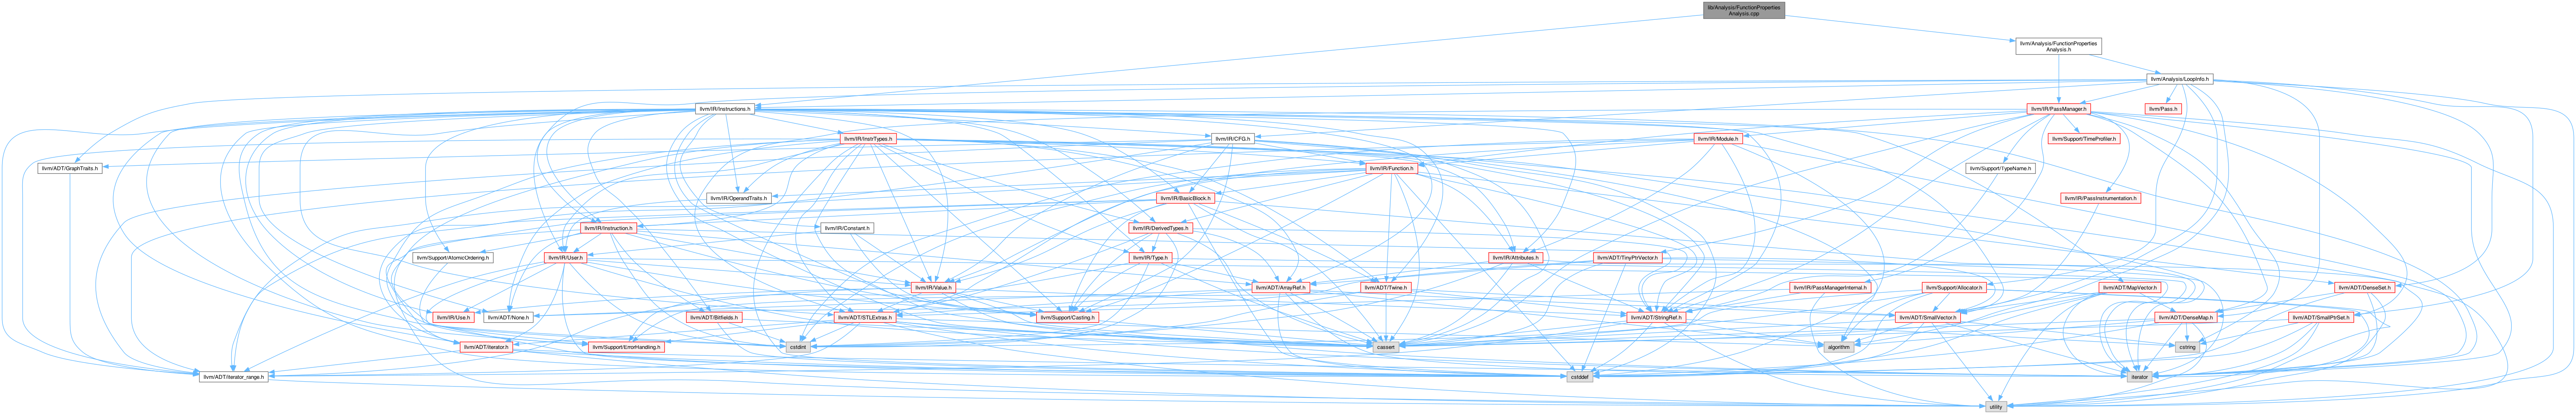 lib/Analysis/FunctionProperties
Analysis.cpp
llvm/Analysis/FunctionProperties
Analysis.h
llvm/Analysis/LoopInfo.h
llvm/IR/Instructions.h
llvm/IR/PassManager.h
llvm/Pass.h
llvm/IR/InstrTypes.h
llvm/IR/CFG.h
llvm/IR/Module.h
llvm/Support/TimeProfiler.h
llvm/ADT/GraphTraits.h
llvm/IR/Function.h
llvm/Support/TypeName.h
llvm/IR/OperandTraits.h
llvm/IR/BasicBlock.h
llvm/IR/PassInstrumentation.h
llvm/IR/Instruction.h
llvm/IR/Constant.h
llvm/IR/DerivedTypes.h
llvm/Support/AtomicOrdering.h
llvm/IR/User.h
llvm/IR/Type.h
llvm/IR/Attributes.h
llvm/ADT/TinyPtrVector.h
llvm/IR/Value.h
llvm/ADT/ArrayRef.h
llvm/ADT/Twine.h
llvm/IR/PassManagerInternal.h
llvm/Support/Allocator.h
llvm/ADT/MapVector.h
llvm/ADT/DenseSet.h
llvm/IR/Use.h
llvm/ADT/None.h
llvm/ADT/Bitfields.h
llvm/ADT/STLExtras.h
llvm/Support/Casting.h
llvm/ADT/StringRef.h
llvm/ADT/SmallVector.h
llvm/ADT/DenseMap.h
llvm/ADT/SmallPtrSet.h
llvm/ADT/iterator.h
llvm/Support/ErrorHandling.h
cstdint
cassert
algorithm
cstring
llvm/ADT/iterator_range.h
cstddef
iterator
utility